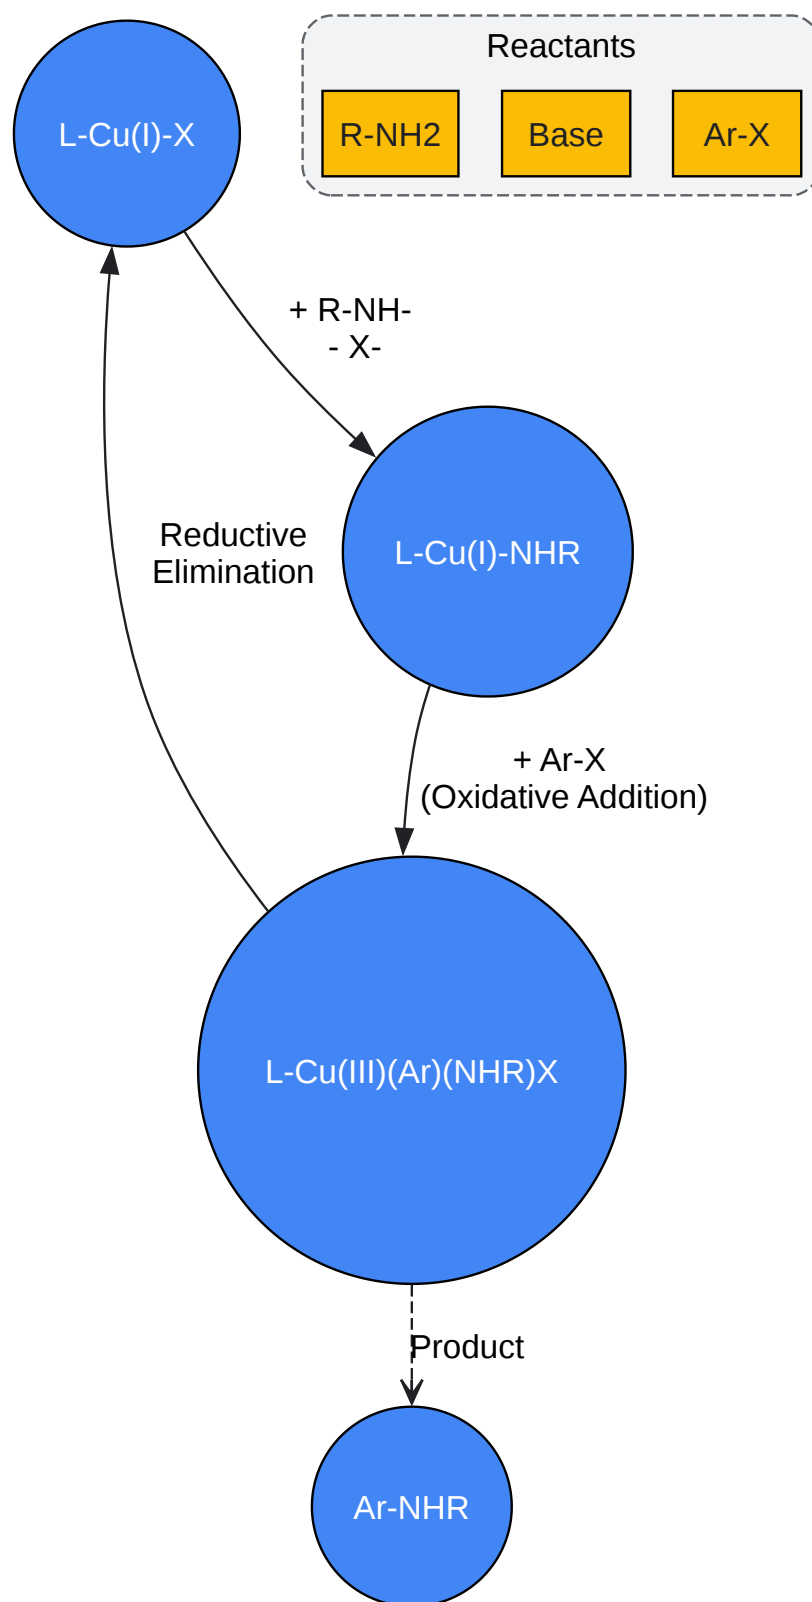 Reactants
L-Cu(I)-X
R-NH2
Base
Ar-X
+ R-NH-
- X-
L-Cu(I)-NHR
Reductive
Elimination
+ Ar-X
(Oxidative Addition)
L-Cu(III)(Ar)(NHR)X
Product
Ar-NHR